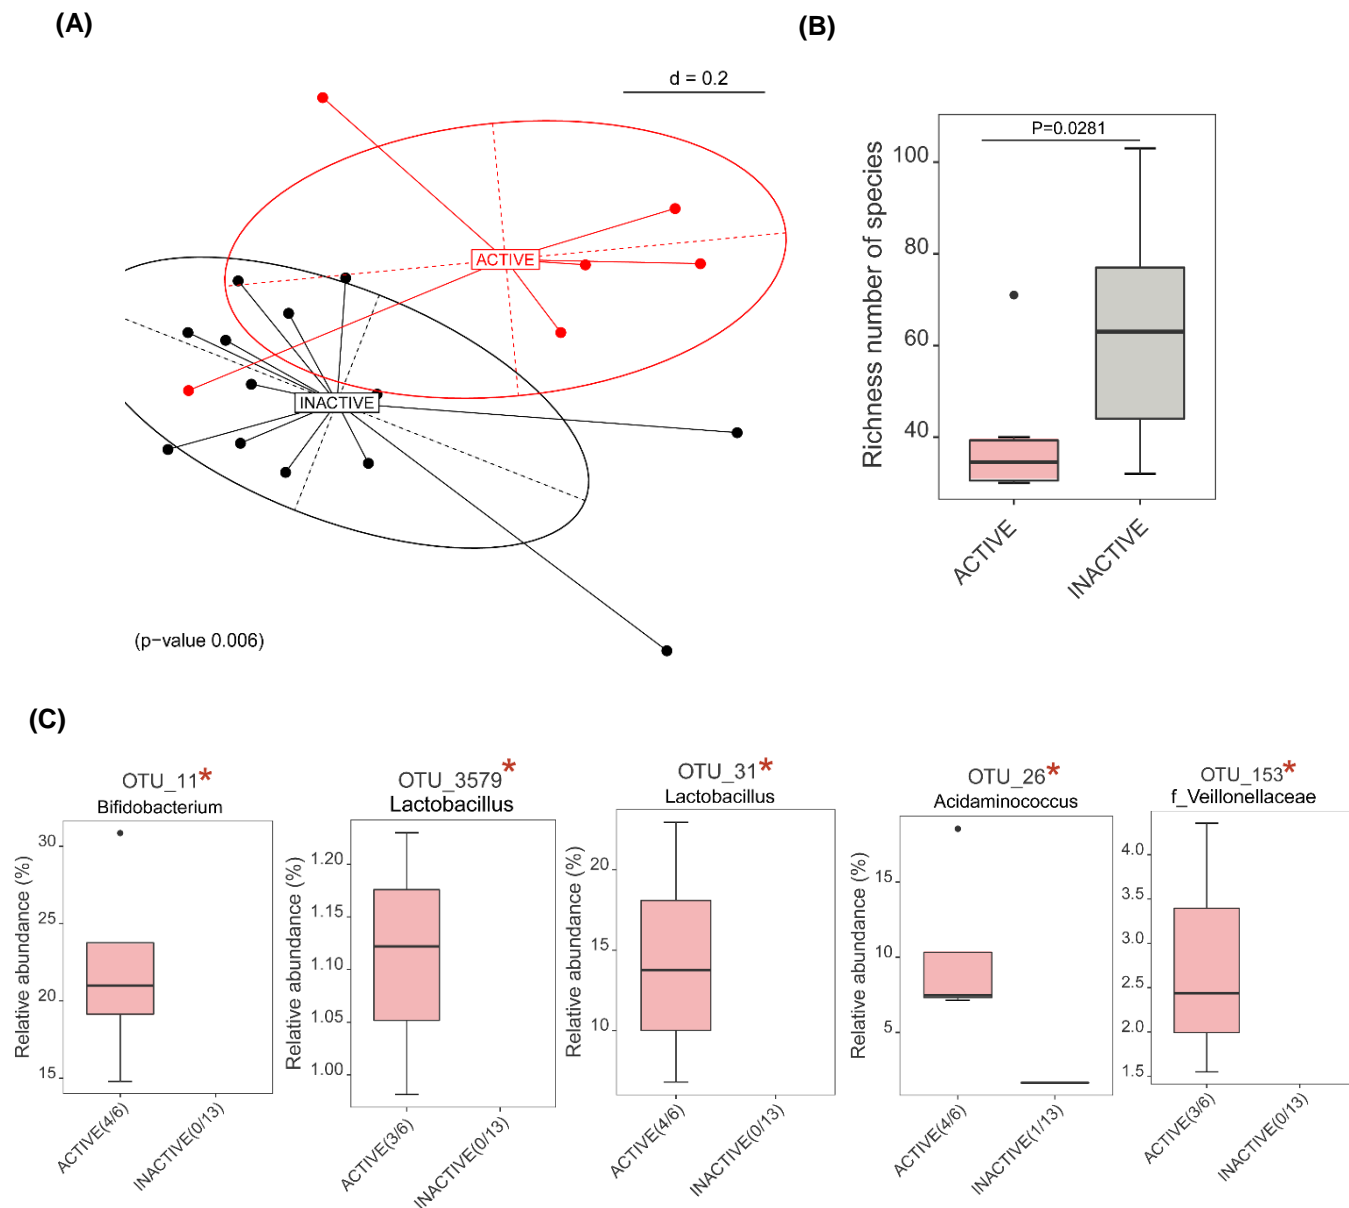 (A)
d = 0.2
ACTIVE
INACTIVE
(p−value 0.006)
(B)
P=0.0281
Richness number of species
100
80
60
40
ACTIVE
INACTIVE
(C)
OTU_11*
Bifidobacterium
Relative abundance (%)
30
25
20
15
ACTIVE(4/6)
INACTIVE(0/13)
OTU_3579*
Lactobacillus
Relative abundance (%)
1.20
1.15
1.10
1.05
1.00
ACTIVE(3/6)
INACTIVE(0/13)
OTU_31*
Lactobacillus
Relative abundance (%)
20
15
10
ACTIVE(4/6)
INACTIVE(0/13)
OTU_26*
Acidaminococcus
Relative abundance (%)
15
10
5
ACTIVE(4/6)
INACTIVE(1/13)
OTU_153*
f_Veillonellaceae
Relative abundance (%)
4.0
3.5
3.0
2.5
2.0
1.5
ACTIVE(3/6)
INACTIVE(0/13)